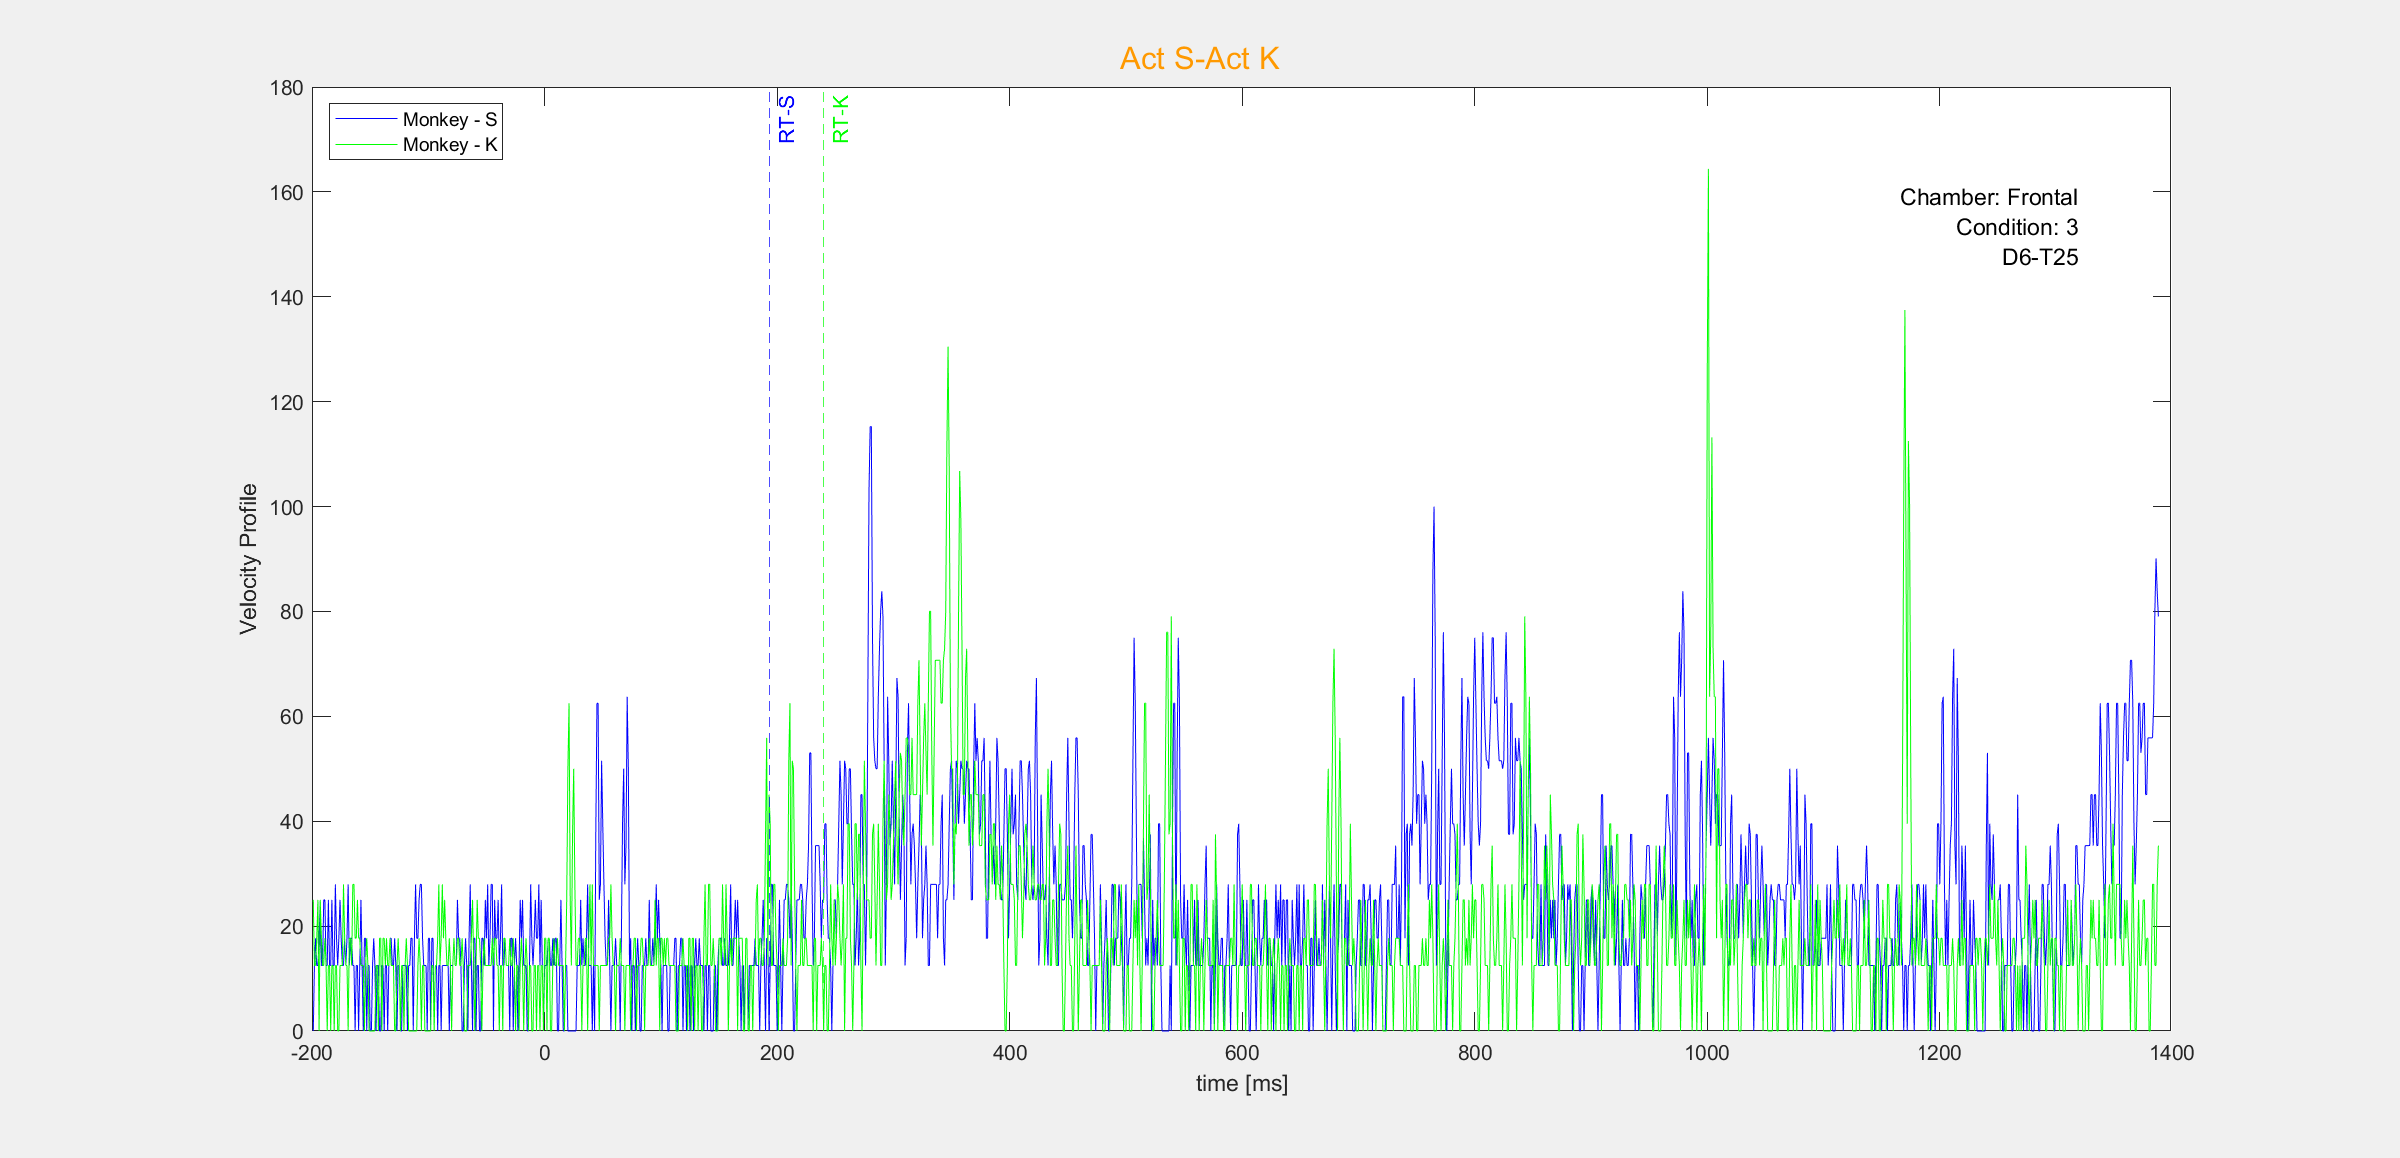 Act S-Act K
180
160
140
120
100
80
60
40
20
0
Velocity Profile
Monkey - S
Monkey - K
RT-S
RT-K
Chamber: Frontal
Condition: 3
D6-T25
-200
0
200
400
600
800
1000
1200
1400
time [ms]